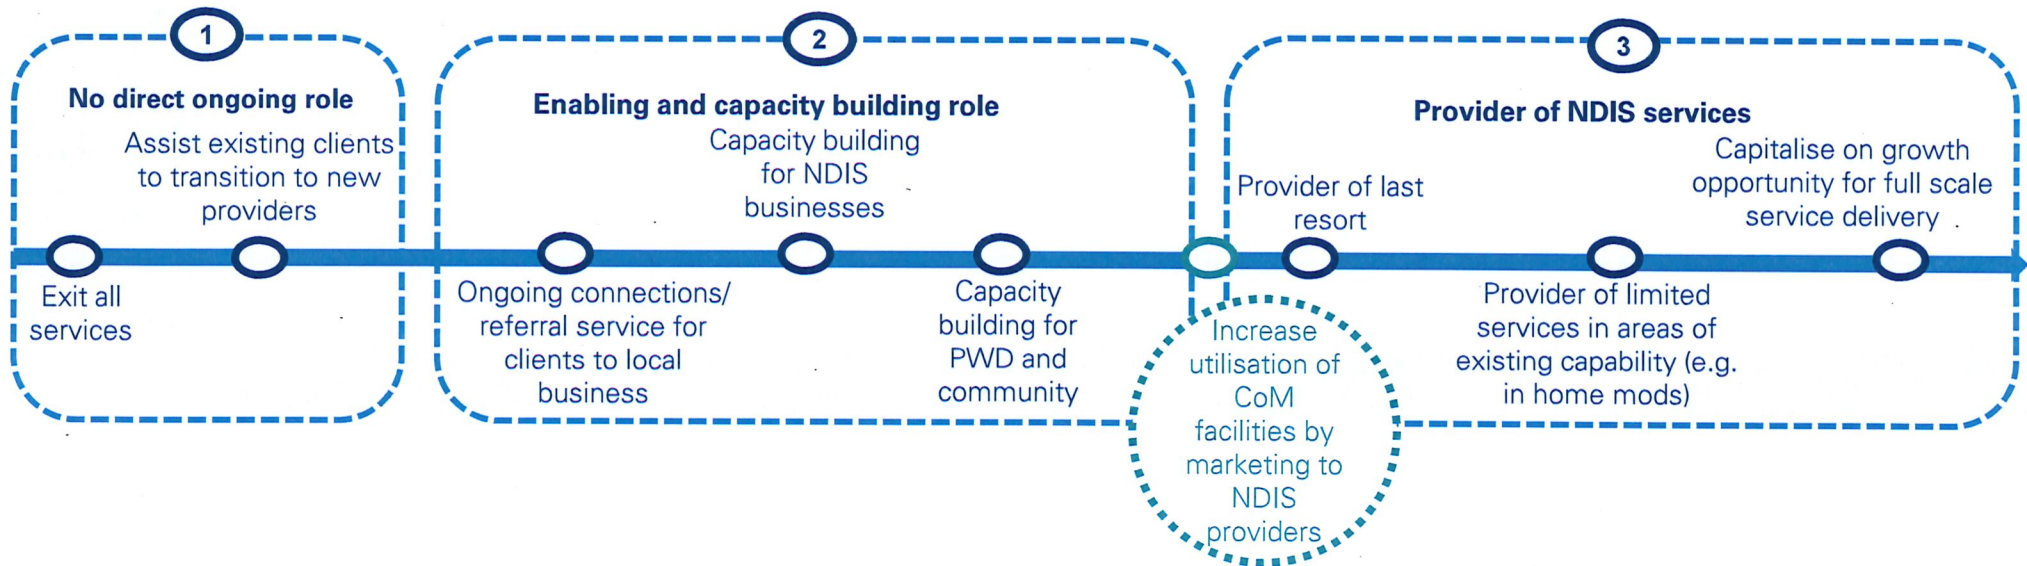 1
No direct ongoing role
Assist existing clients
to transition to new
providers
Exit all
services
2
Enabling and capacity building role
Capacity building
for NDIS
businesses
Ongoing connections/
referral service for
clients to local
business
Capacity
building for
PWD and
community
Increase
utilisation of
CoM
facilities by
marketing to
NDIS
providers
3
Provider of NDIS services
Provider of last
resort
Capitalise on growth
opportunity for full scale
service delivery
Provider of limited
services in areas of
existing capability (e.g.
in home mods)